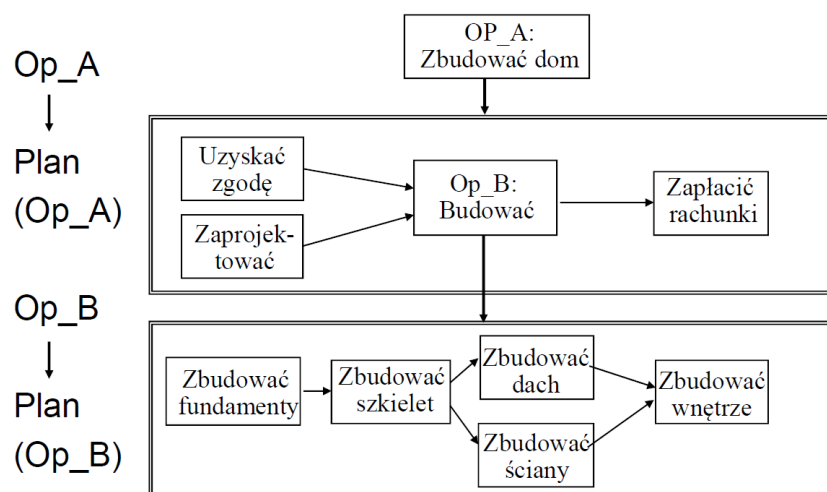 Op_A
Plan
(Op_A)
Op_B
Plan
(Op_B)
OP_A:
Zbudować dom
Uzyskać
zgodę
Zaprojek-
tować
Op_B:
Budować
Zapłacić
rachunki
Zbudować
fundamenty
Zbudować
szkielet
Zbudować
dach
Zbudować
ściany
Zbudować
wnętrze